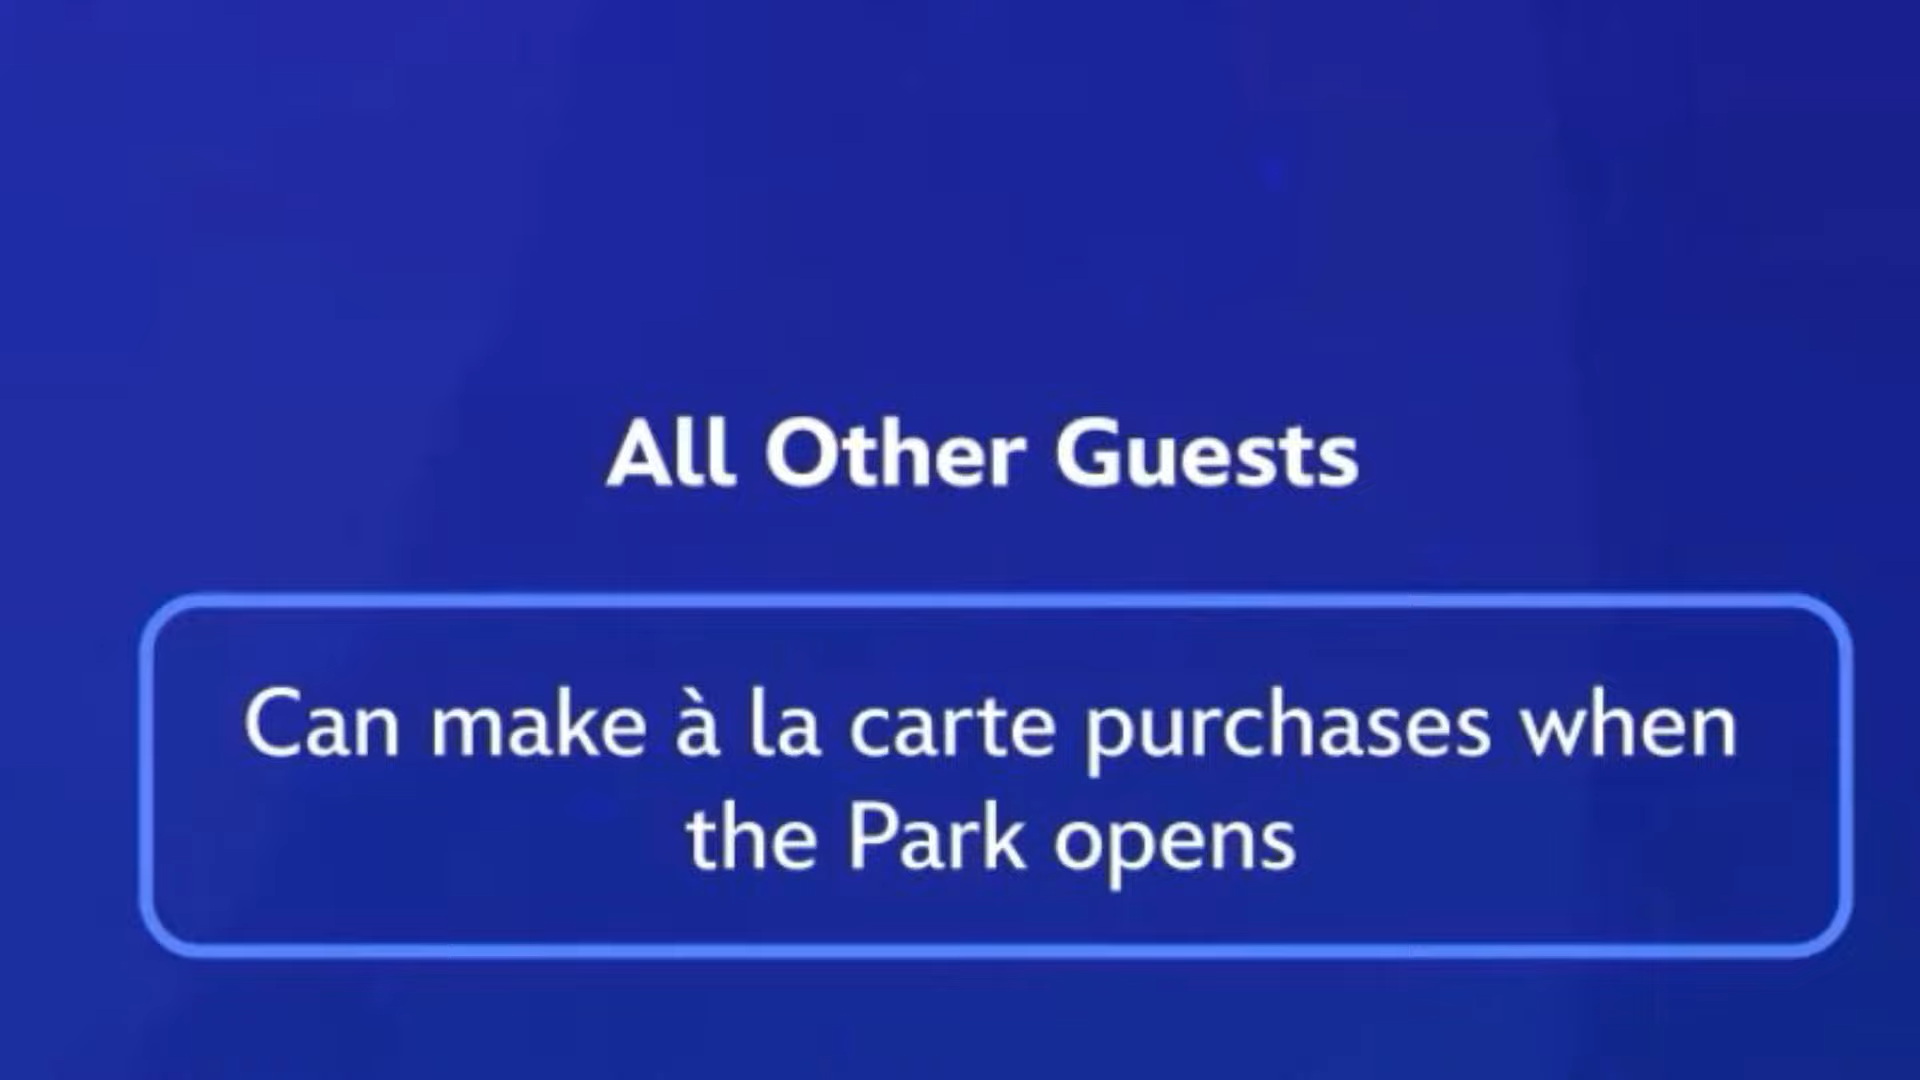 All Other Guests
Can make à la carte purchases when
the Park opens